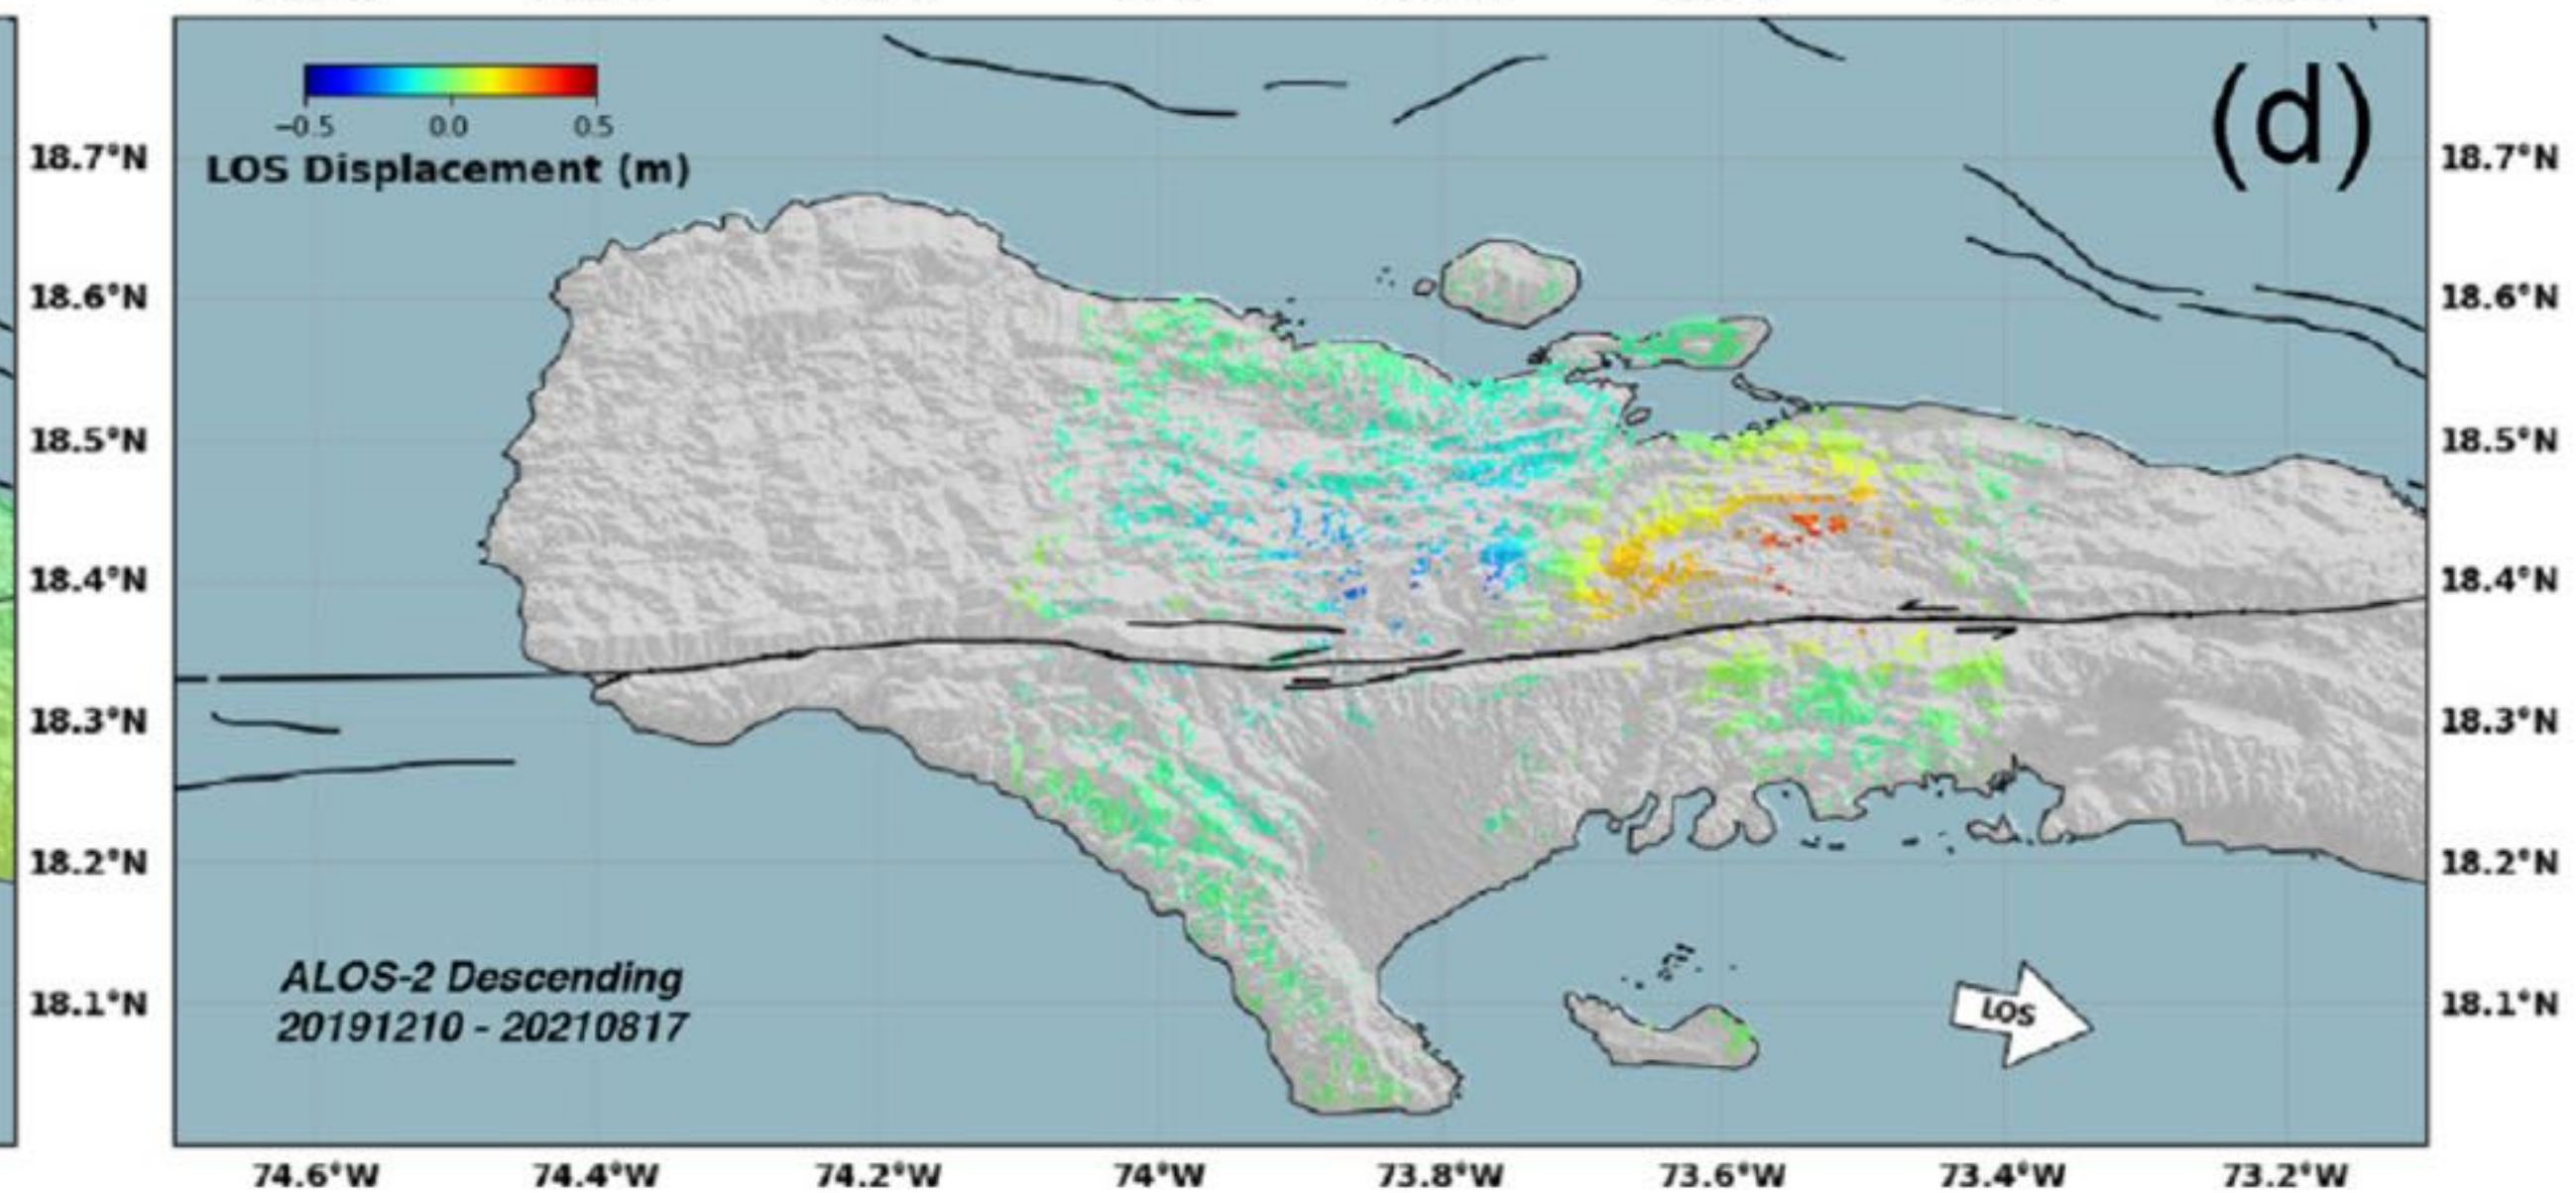 (d)
−0.5 0.0 0.5
LOS Displacement (m)
18.7°N 18.7°N
18.6°N 18.6°N
18.5°N 18.5°N
18.4°N 18.4°N
18.3°N 18.3°N
18.2°N 18.2°N
18.1°N 18.1°N
ALOS-2 Descending
20191210 - 20210817
LOS
74.6°W 74.4°W 74.2°W 74°W 73.8°W 73.6°W 73.4°W 73.2°W